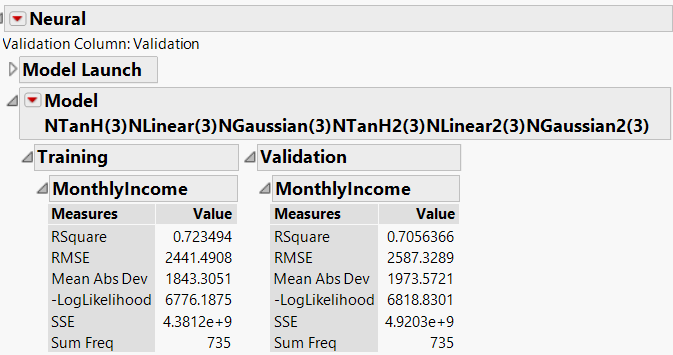 Neural
Validation Column: Validation
Model Launch
Model
NTanH(3)NLinear(3)NGaussian(3)NTanH2(3)NLinear2(3)NGaussian2(3)
Training
MonthlyIncome
Measures Value
RSquare 0.723494
RMSE 2441.4908
Mean Abs Dev 1843.3051
-LogLikelihood 6776.1875
SSE 4.3812e+9
Sum Freq 735
Validation
MonthlyIncome
Measures Value
RSquare 0.7056366
RMSE 2587.3289
Mean Abs Dev 1973.5721
-LogLikelihood 6818.8301
SSE 4.9203e+9
Sum Freq 735